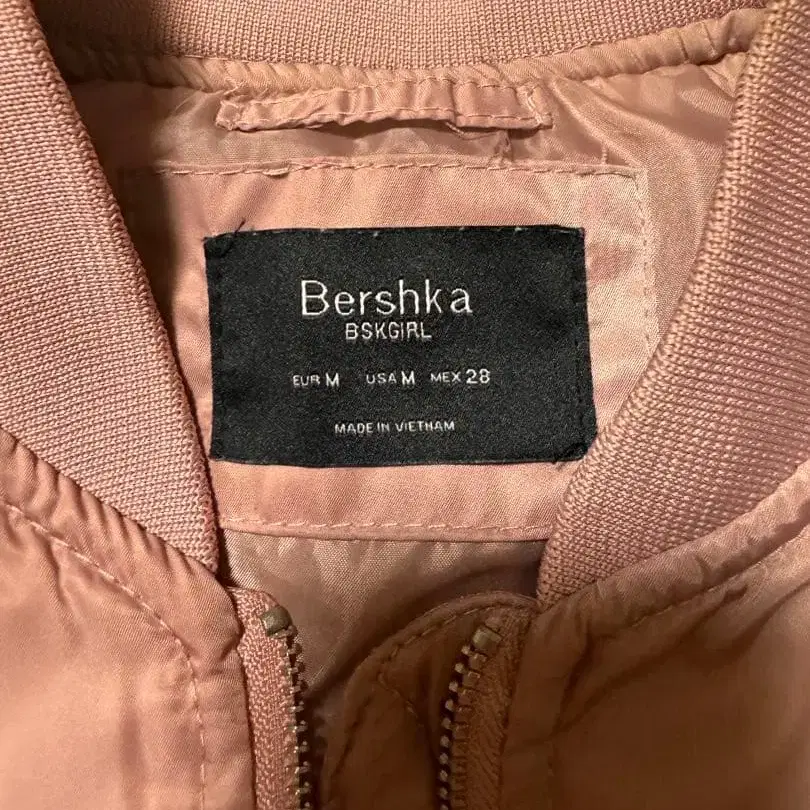 Bershka
BSKGIRL
EUR M USA M MEX 28
MADE IN VIETNAM